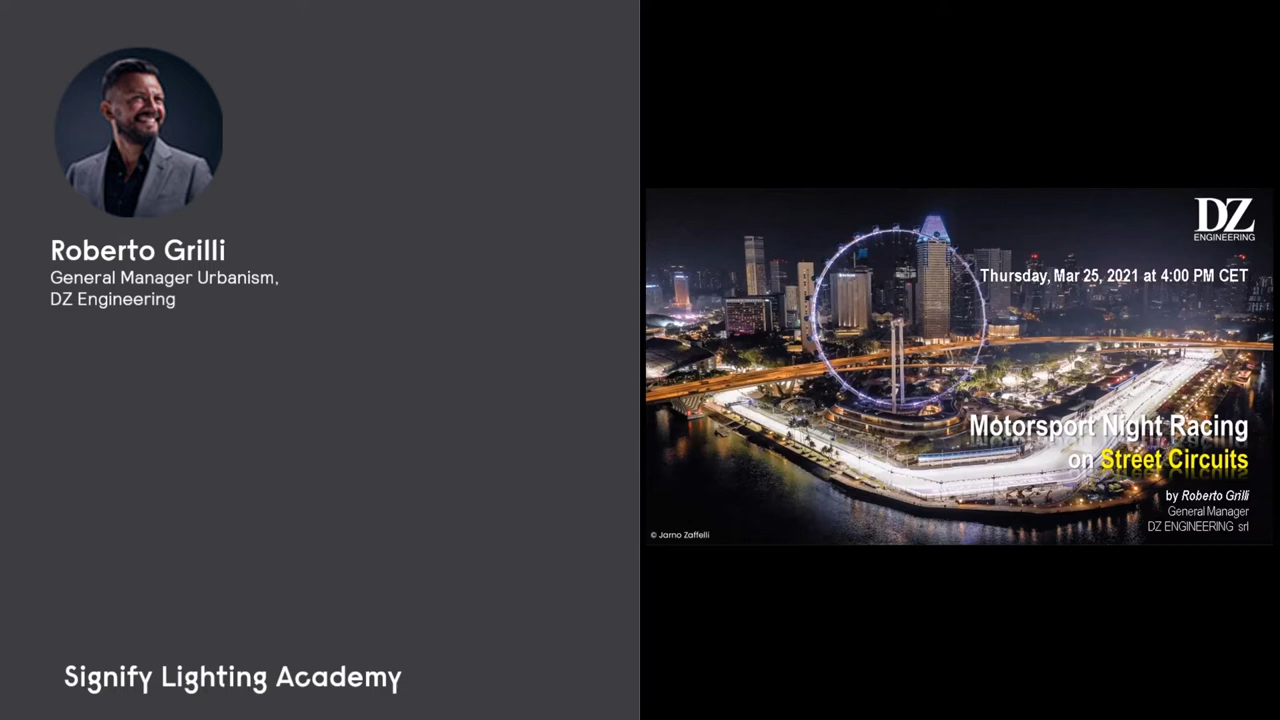 Roberto Grilli
General Manager Urbanism,
DZ Engineering
Signify Lighting Academy
DZ
ENGINEERING
Thursday, Mar 25, 2021 at 4:00 PM CET
Motorsport Night Racing
on Street Circuits
by Roberto Grilli
General Manager
DZ ENGINEERING srl
© Jarno Zaffelli